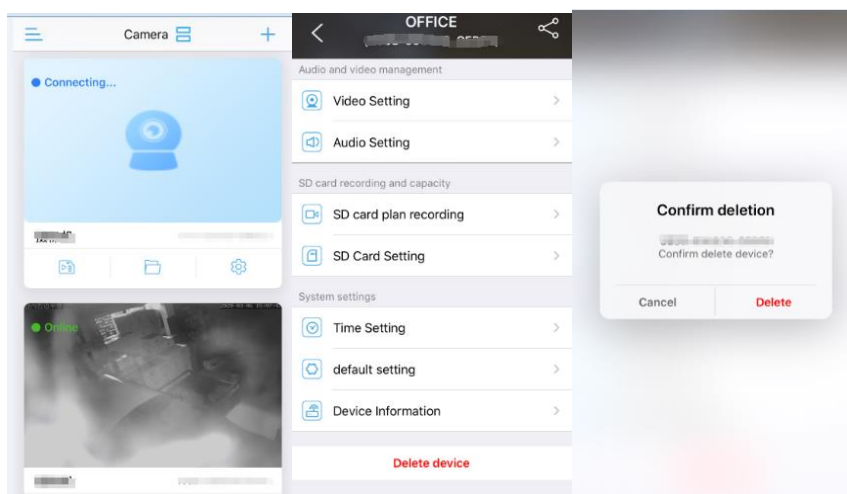 Camera
Connecting...
Online
OFFICE
Audio and video management
Video Setting
Audio Setting
SD card recording and capacity
SD card plan recording
SD Card Setting
System settings
Time Setting
default setting
Device Information
Delete device
Confirm deletion
Confirm delete device?
Cancel Delete